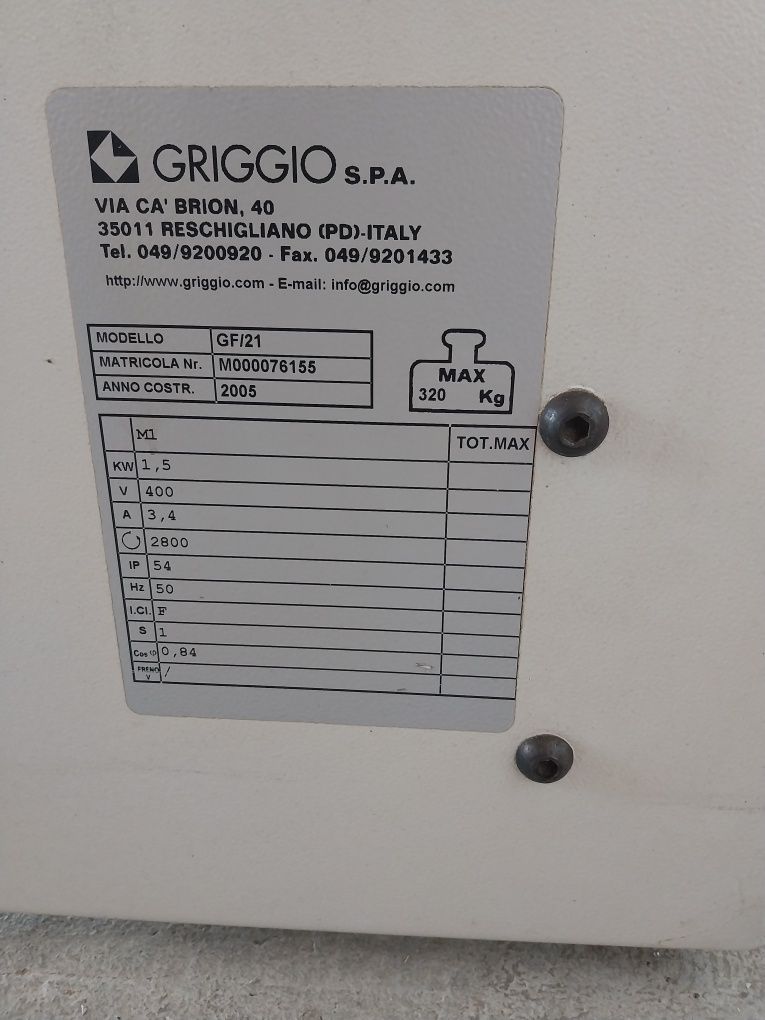 GRIGGIO S.P.A.
VIA CA' BRION, 40
35011 RESCHIGLIANO (PD)-ITALY
Tel. 049/9200920 - Fax. 049/9201433
http://www.griggio.com - E-mail: info@griggio.com
MODELLO GF/21
MATRICOLA Nr. M000076155
ANNO COSTR. 2005
MAX
320 Kg
M1 TOT.MAX
KW 1,5
V 400
A 3,4
2800
IP 54
Hz 50
I.Cl. F
S 1
Cos φ 0,84
FRENO V /